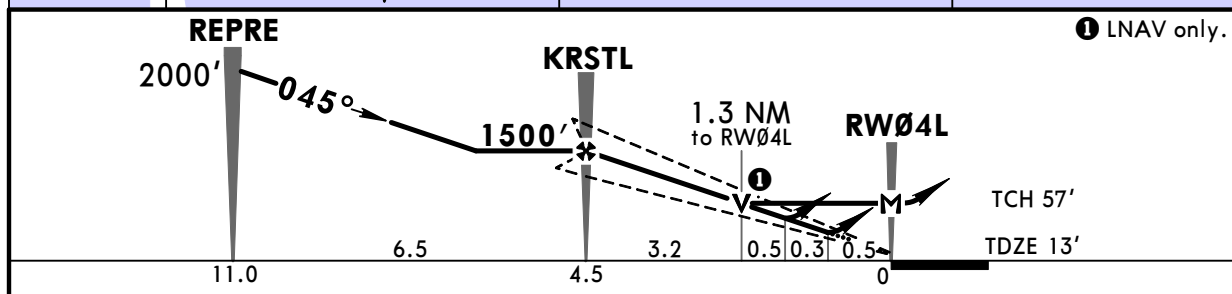 REPRE
❶ LNAV only.
2000'
045°
KRSTL
1500'
1.3 NM
to RWØ4L
❶
RWØ4L
V
M
TCH 57'
TDZE 13'
6.5
3.2
0.5
0.3
0.5
11.0
4.5
0